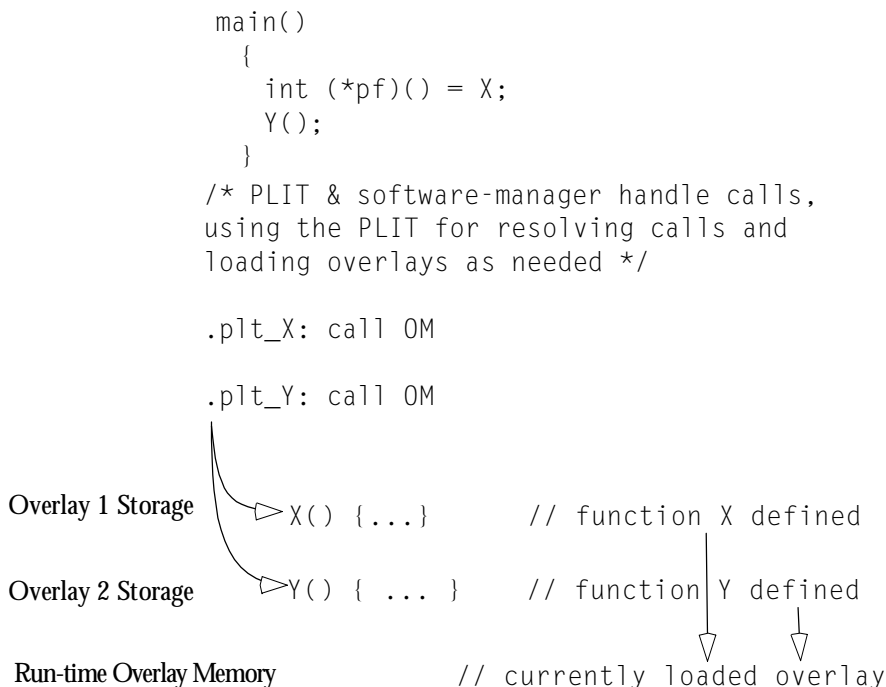 main()
{
int (*pf)() = X;
Y();
}
/* PLIT & software-manager handle calls,
using the PLIT for resolving calls and
loading overlays as needed */
.plt_X: call OM
.plt_Y: call OM
Overlay 1 Storage X() {...} // function X defined
Overlay 2 Storage Y() { ... } // function Y defined
Run-time Overlay Memory // currently loaded overlay